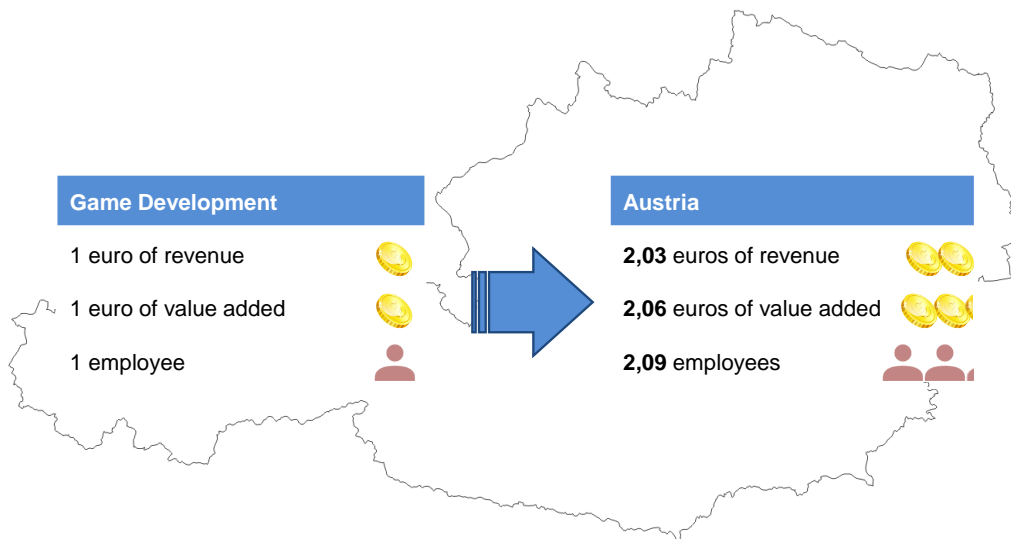 Game Development
1 euro of revenue
1 euro of value added
1 employee
Austria
2,03 euros of revenue
2,06 euros of value added
2,09 employees